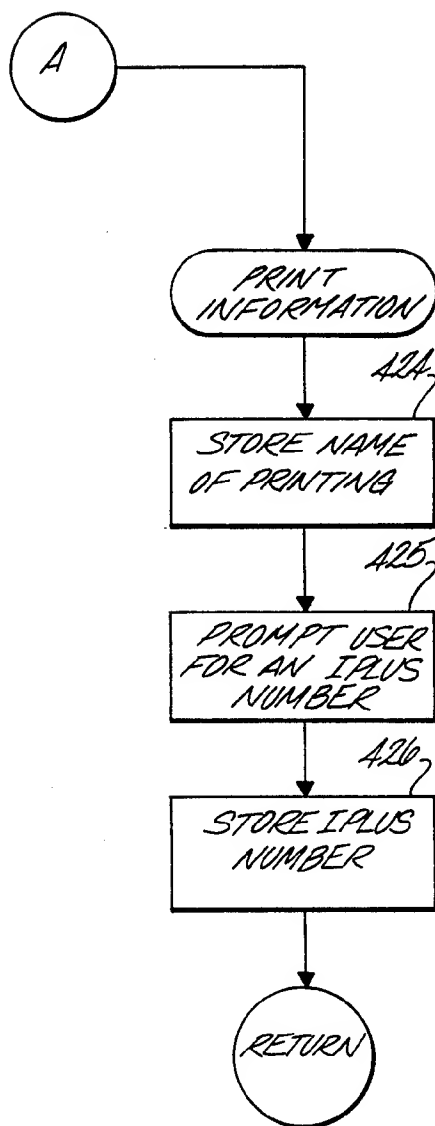 A
PRINT
INFORMATION
424
STORE NAME
OF PRINTING
425
PROMPT USER
FOR AN IPLUS
NUMBER
426
STORE IPLUS
NUMBER
RETURN